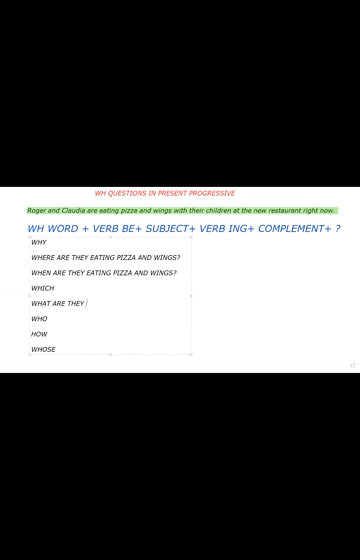 WH QUESTIONS IN PRESENT PROGRESSIVE
Roger and Claudia are eating pizza and wings with their children at the new restaurant right now.
WH WORD + VERB BE+ SUBJECT+ VERB ING+ COMPLEMENT+ ?
WHY
WHERE ARE THEY EATING PIZZA AND WINGS?
WHEN ARE THEY EATING PIZZA AND WINGS?
WHICH
WHAT ARE THEY
WHO
HOW
WHOSE